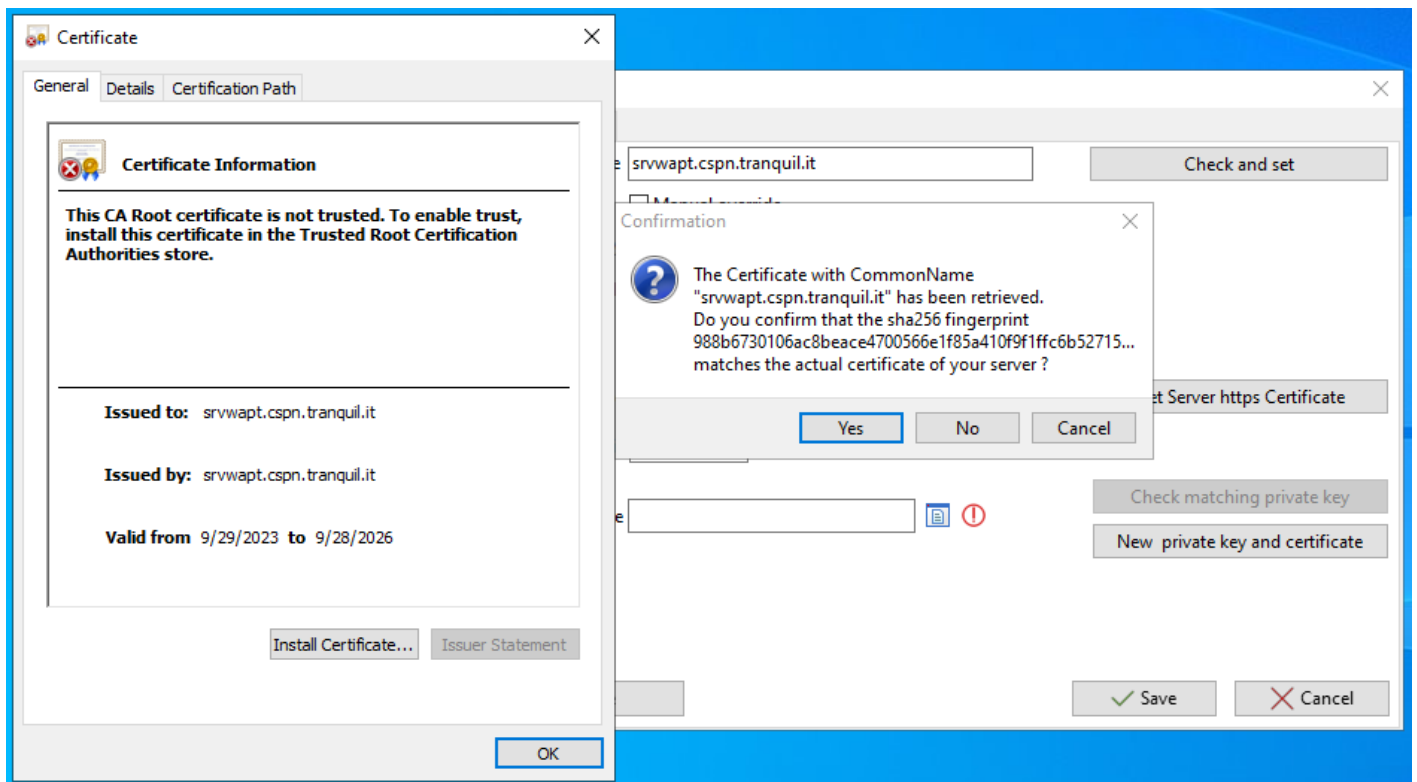 Certificate
General Details Certification Path
Certificate Information
This CA Root certificate is not trusted. To enable trust,
install this certificate in the Trusted Root Certification
Authorities store.
Issued to: srvwapt.cspn.tranquil.it
Issued by: srvwapt.cspn.tranquil.it
Valid from 9/29/2023 to 9/28/2026
Install Certificate... Issuer Statement
OK
e srvwapt.cspn.tranquil.it Check and set
Manual override
Confirmation
The Certificate with CommonName
"srvwapt.cspn.tranquil.it" has been retrieved.
Do you confirm that the sha256 fingerprint
988b6730106ac8beace4700566e1f85a410f9f1ffc6b52715...
matches the actual certificate of your server ?
Yes No Cancel
et Server https Certificate
e Check matching private key
New private key and certificate
Save Cancel